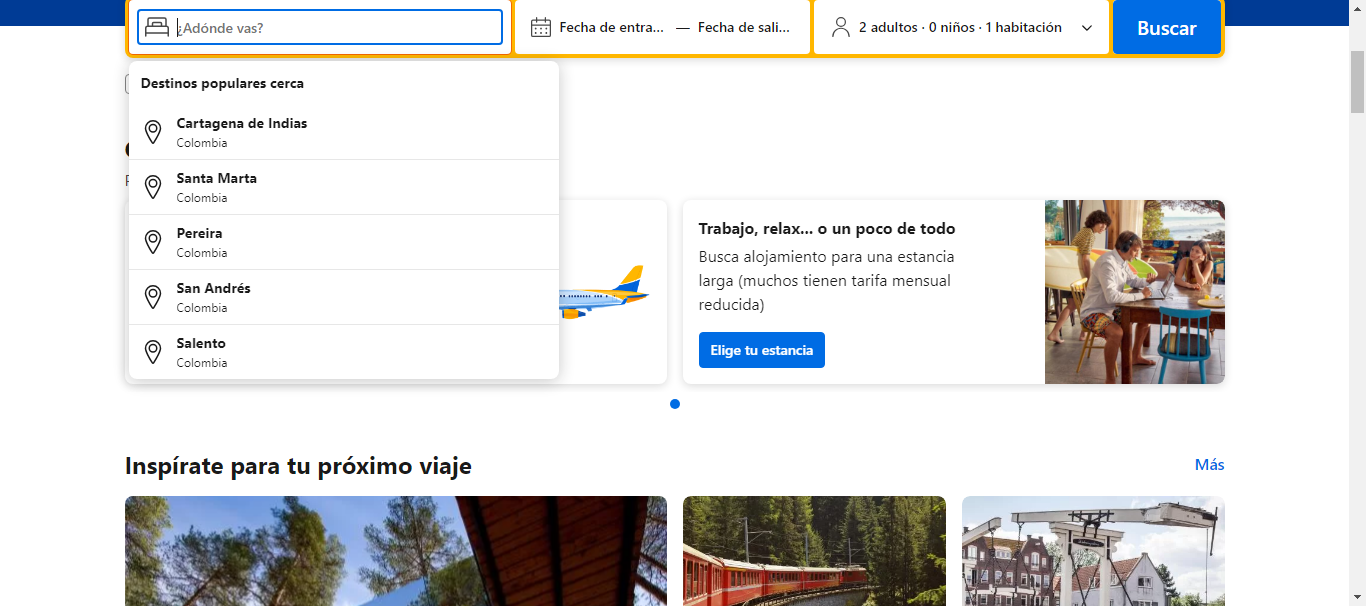 ¿Adónde vas?
Fecha de entra... — Fecha de sali...
2 adultos · 0 niños · 1 habitación
Buscar
Destinos populares cerca
Cartagena de Indias
Colombia
Santa Marta
Colombia
Pereira
Colombia
San Andrés
Colombia
Salento
Colombia
Trabajo, relax... o un poco de todo
Busca alojamiento para una estancia
larga (muchos tienen tarifa mensual
reducida)
Elige tu estancia
Inspírate para tu próximo viaje
Más